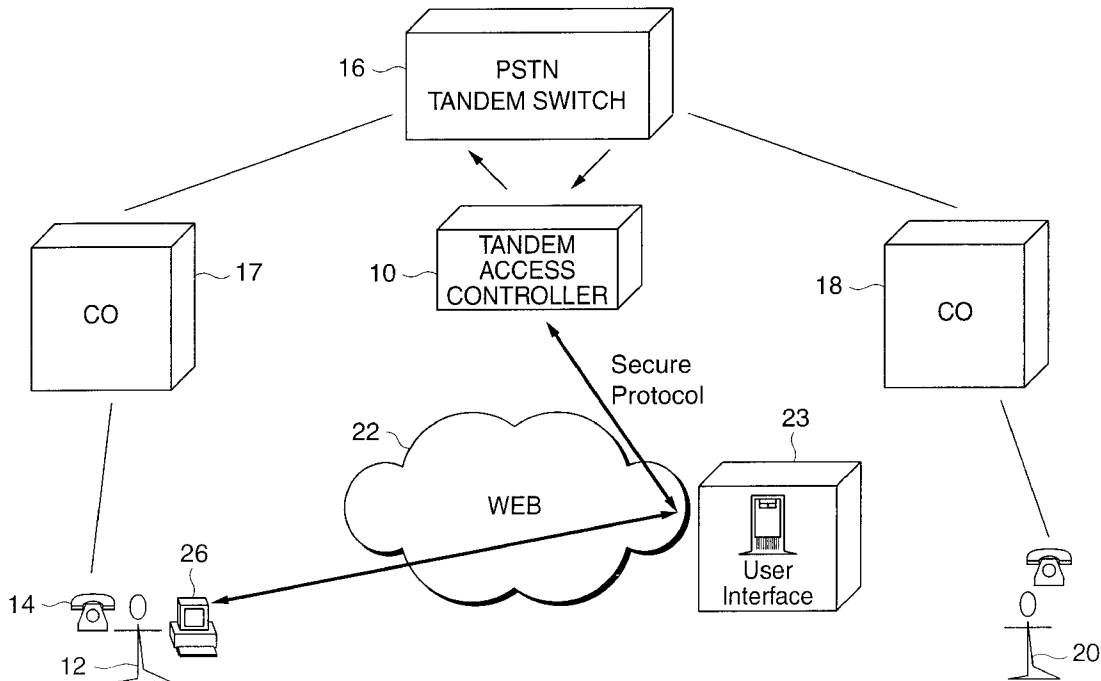 16
PSTN
TANDEM SWITCH
17
10
TANDEM
ACCESS
CONTROLLER
18
CO
CO
Secure
Protocol
22
23
WEB
26
User
Interface
14
12
20